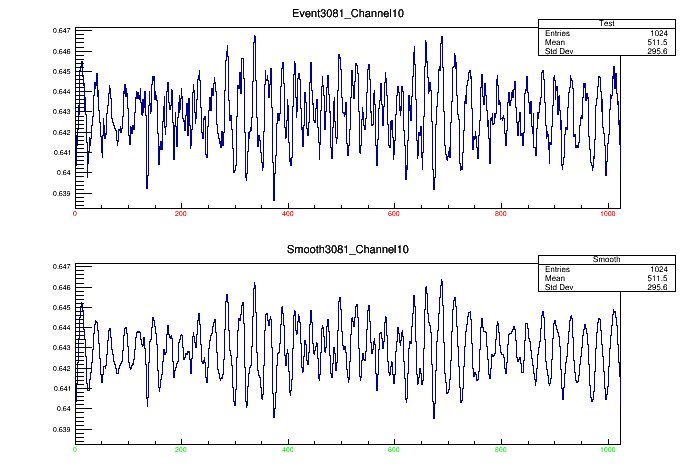 Event3081_Channel10
Test
Entries 1024
Mean 511.5
Std Dev 295.6
0.647
0.646
0.645
0.644
0.643
0.642
0.641
0.64
0.639
0 200 400 600 800 1000
Smooth3081_Channel10
Smooth
Entries 1024
Mean 511.5
Std Dev 295.6
0.647
0.646
0.645
0.644
0.643
0.642
0.641
0.64
0.639
0 200 400 600 800 1000